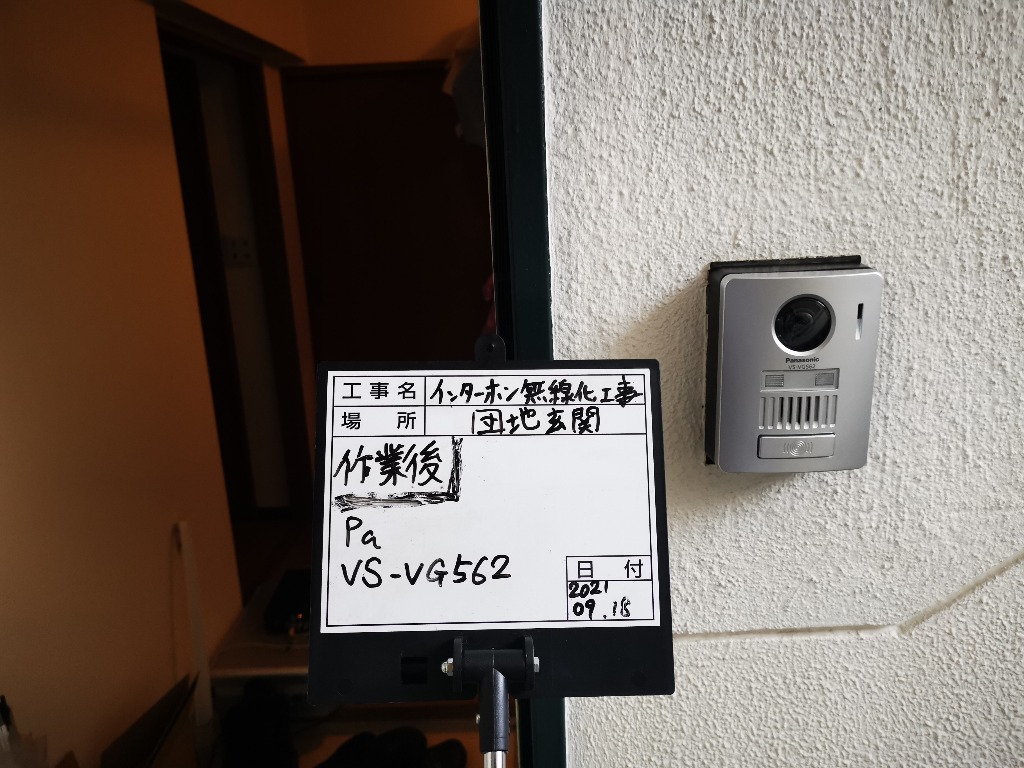 工事名 インターホン無線化工事
場所 団地玄関
作業後
Pa
VS-VG562
日付
2021
09.18
Panasonic
VS-VG562